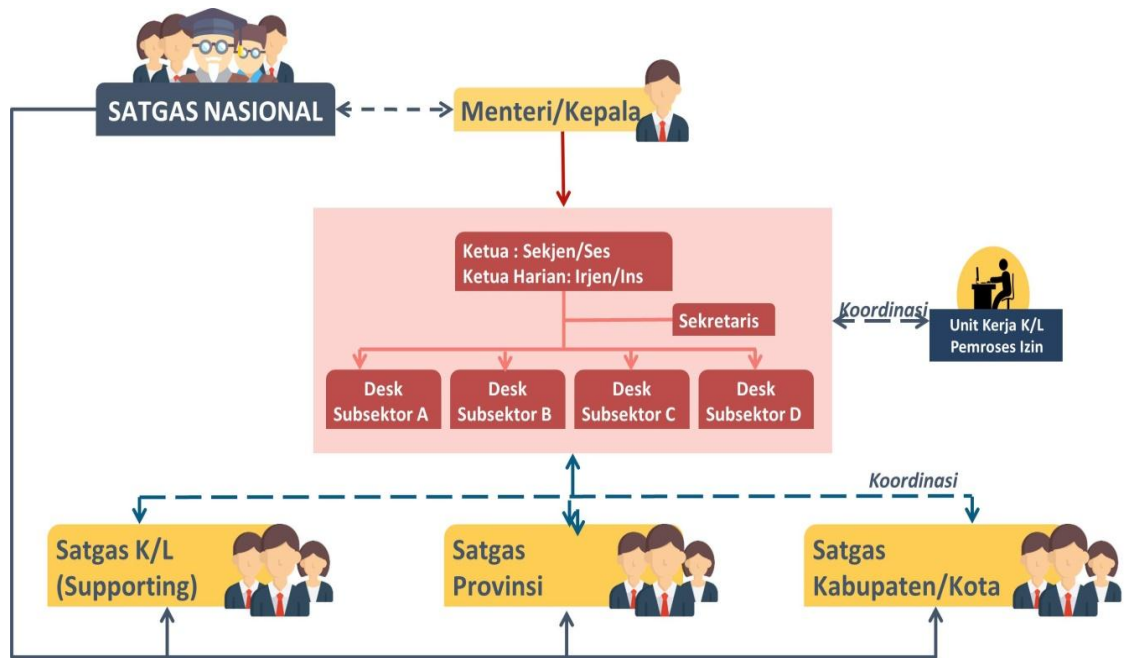 SATGAS NASIONAL
Menteri/Kepala
Ketua : Sekjen/Ses
Ketua Harian: Irjen/Ins
Sekretaris
Koordinasi
Unit Kerja K/L
Pemroses Izin
Desk
Subsektor A
Desk
Subsektor B
Desk
Subsektor C
Desk
Subsektor D
Koordinasi
Satgas K/L
(Supporting)
Satgas
Provinsi
Satgas
Kabupaten/Kota